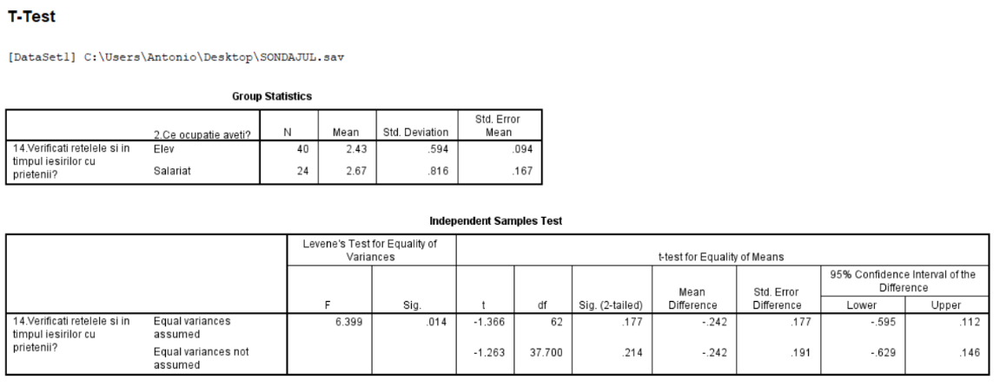 T-Test
[DataSet1] C:\Users\Antonio\Desktop\SONDAJUL.sav
Group Statistics
2.Ce ocupatie aveti? N Mean Std. Deviation Std. Error Mean
14.Verificati retelele si in timpul iesirilor cu prietenii? Elev 40 2.43 .594 .094
Salariat 24 2.67 .816 .167
Independent Samples Test
Levene's Test for Equality of Variances t-test for Equality of Means
95% Confidence Interval of the Difference
F Sig. t df Sig. (2-tailed) Mean Difference Std. Error Difference Lower Upper
14.Verificati retelele si in timpul iesirilor cu prietenii? Equal variances assumed 6.399 .014 -1.366 62 .177 -.242 .177 -.595 .112
Equal variances not assumed -1.263 37.700 .214 -.242 .191 -.629 .146